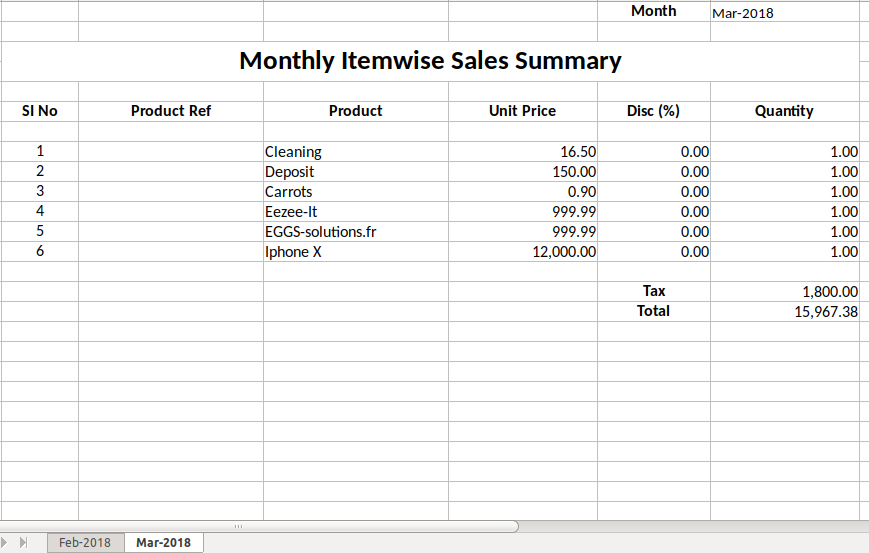 Month Mar-2018
Monthly Itemwise Sales Summary
SI No Product Ref Product Unit Price Disc (%) Quantity
1 Cleaning 16.50 0.00 1.00
2 Deposit 150.00 0.00 1.00
3 Carrots 0.90 0.00 1.00
4 Eezee-It 999.99 0.00 1.00
5 EGGS-solutions.fr 999.99 0.00 1.00
6 Iphone X 12,000.00 0.00 1.00
Tax 1,800.00
Total 15,967.38
Feb-2018 Mar-2018